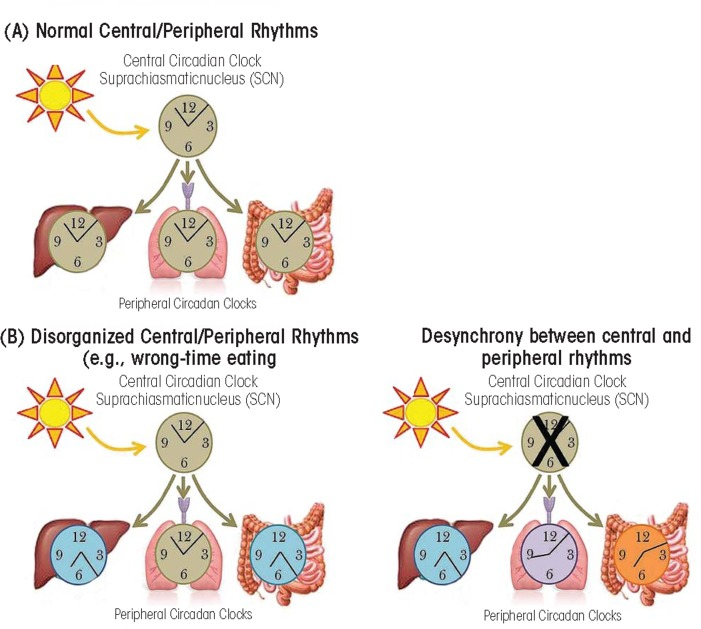 (A) Normal Central/Peripheral Rhythms
Central Circadian Clock
Suprachiasmaticnucleus (SCN)
12
9 3
6
12
9 3
6
12
9 3
6
12
9 3
6
Peripheral Circadan Clocks
(B) Disorganized Central/Peripheral Rhythms
(e.g., wrong-time eating
Central Circadian Clock
Suprachiasmaticnucleus (SCN)
12
9 3
6
12
9 3
6
12
9 3
6
12
9 3
6
Peripheral Circadan Clocks
Desynchrony between central and
peripheral rhythms
Central Circadian Clock
Suprachiasmaticnucleus (SCN)
12
9 3
6
12
9 3
6
12
9 3
6
12
9 3
6
Peripheral Circadan Clocks